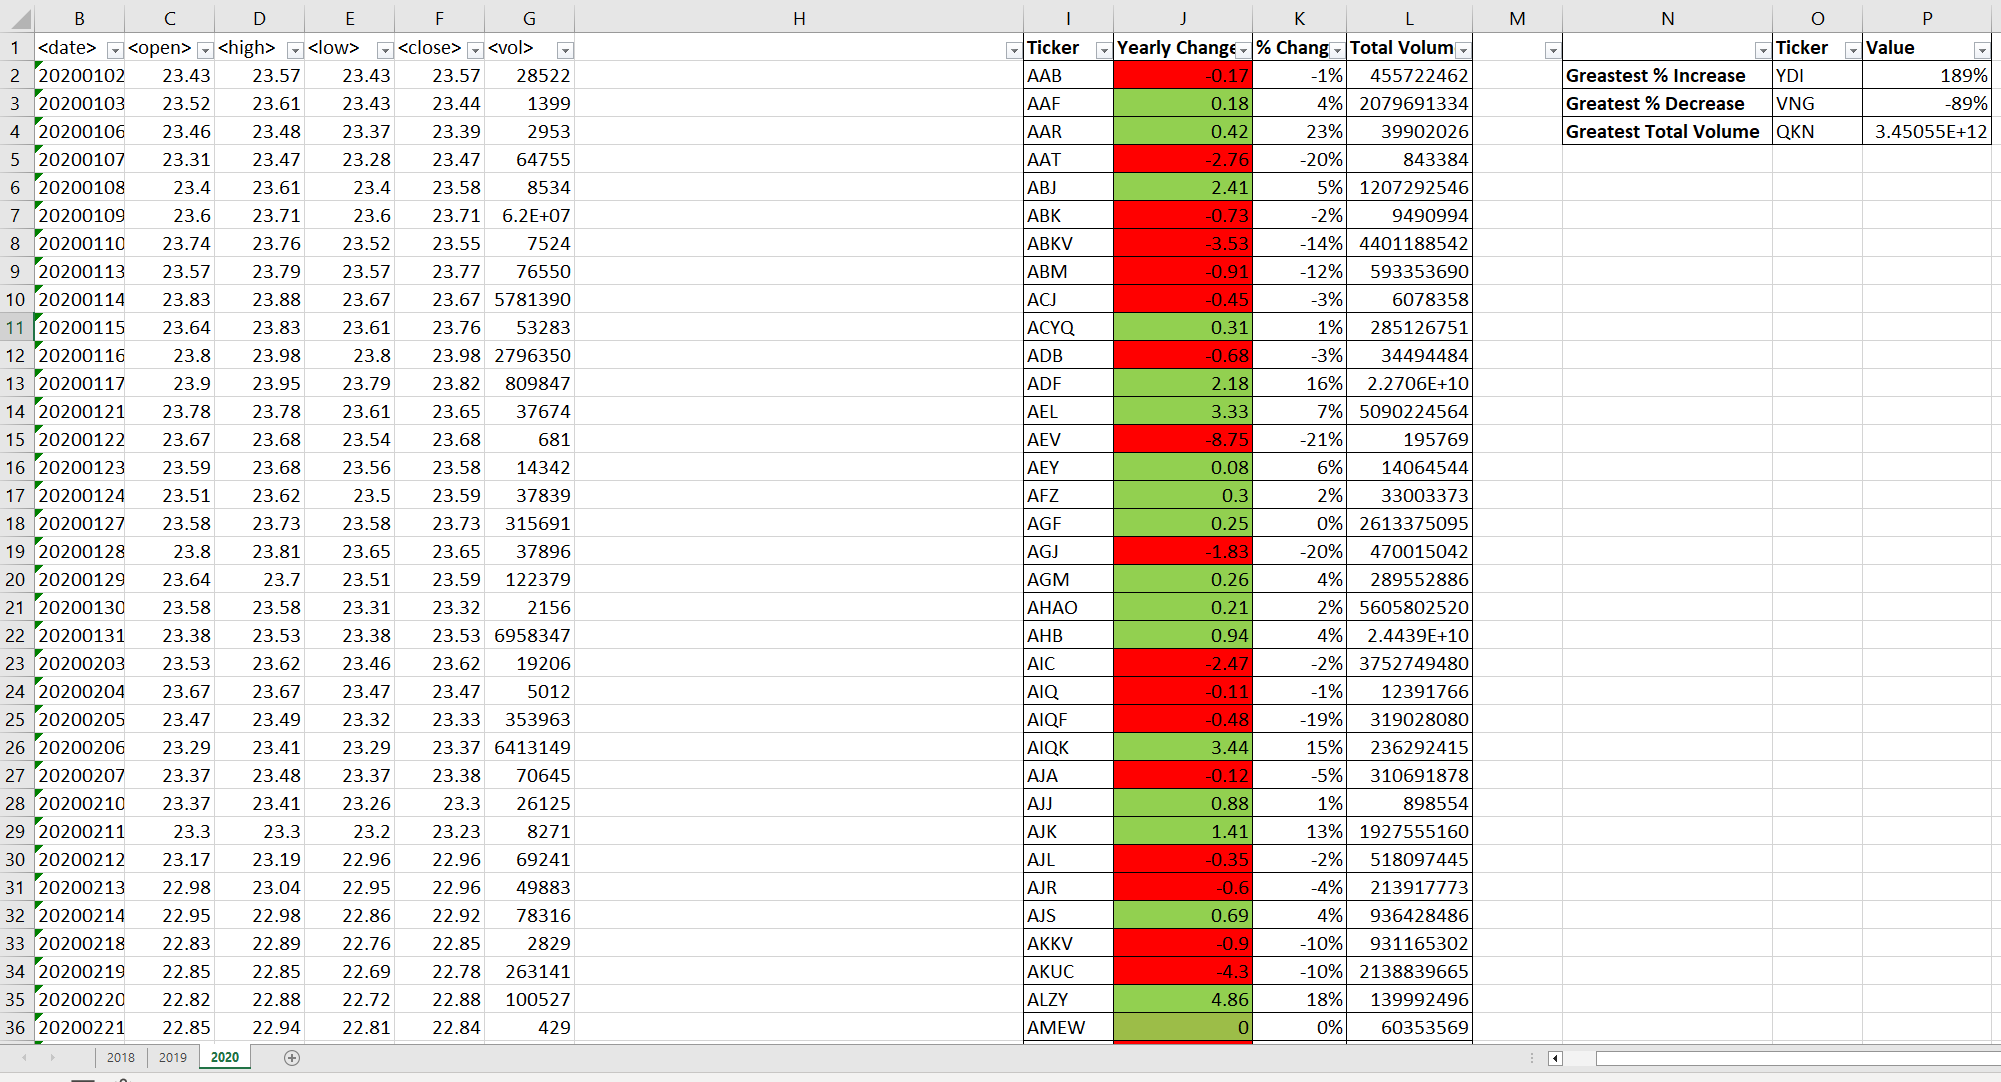 B C D E F G H I J K L M N O P
1 <date> <open> <high> <low> <close> <vol> Ticker Yearly Change % Chang Total Volum Ticker Value
2 20200102 23.43 23.57 23.43 23.57 28522 AAB -0.17 -1% 455722462 Greastest % Increase YDI 189%
3 20200103 23.52 23.61 23.43 23.44 1399 AAF 0.18 4% 2079691334 Greatest % Decrease VNG -89%
4 20200106 23.46 23.48 23.37 23.39 2953 AAR 0.42 23% 39902026 Greatest Total Volume QKN 3.45055E+12
5 20200107 23.31 23.47 23.28 23.47 64755 AAT -2.76 -20% 843384
6 20200108 23.4 23.61 23.4 23.58 8534 ABJ 2.41 5% 1207292546
7 20200109 23.6 23.71 23.6 23.71 6.2E+07 ABK -0.73 -2% 9490994
8 20200110 23.74 23.76 23.52 23.55 7524 ABKV -3.53 -14% 4401188542
9 20200113 23.57 23.79 23.57 23.77 76550 ABM -0.91 -12% 593353690
10 20200114 23.83 23.88 23.67 23.67 5781390 ACJ -0.45 -3% 6078358
11 20200115 23.64 23.83 23.61 23.76 53283 ACYQ 0.31 1% 285126751
12 20200116 23.8 23.98 23.8 23.98 2796350 ADB -0.68 -3% 34494484
13 20200117 23.9 23.95 23.79 23.82 809847 ADF 2.18 16% 2.2706E+10
14 20200121 23.78 23.78 23.61 23.65 37674 AEL 3.33 7% 5090224564
15 20200122 23.67 23.68 23.54 23.68 681 AEV -8.75 -21% 195769
16 20200123 23.59 23.68 23.56 23.58 14342 AEY 0.08 6% 14064544
17 20200124 23.51 23.62 23.5 23.59 37839 AFZ 0.3 2% 33003373
18 20200127 23.58 23.73 23.58 23.73 315691 AGF 0.25 0% 2613375095
19 20200128 23.8 23.81 23.65 23.65 37896 AGJ -1.83 -20% 470015042
20 20200129 23.64 23.7 23.51 23.59 122379 AGM 0.26 4% 289552886
21 20200130 23.58 23.58 23.31 23.32 2156 AHAO 0.21 2% 5605802520
22 20200131 23.38 23.53 23.38 23.53 6958347 AHB 0.94 4% 2.4439E+10
23 20200203 23.53 23.62 23.46 23.62 19206 AIC -2.47 -2% 3752749480
24 20200204 23.67 23.67 23.47 23.47 5012 AIQ -0.11 -1% 12391766
25 20200205 23.47 23.49 23.32 23.33 353963 AIQF -0.48 -19% 319028080
26 20200206 23.29 23.41 23.29 23.37 6413149 AIQK 3.44 15% 236292415
27 20200207 23.37 23.48 23.37 23.38 70645 AJA -0.12 -5% 310691878
28 20200210 23.37 23.41 23.26 23.3 26125 AJJ 0.88 1% 898554
29 20200211 23.3 23.3 23.2 23.23 8271 AJK 1.41 13% 1927555160
30 20200212 23.17 23.19 22.96 22.96 69241 AJL -0.35 -2% 518097445
31 20200213 22.98 23.04 22.95 22.96 49883 AJR -0.6 -4% 213917773
32 20200214 22.95 22.98 22.86 22.92 78316 AJS 0.69 4% 936428486
33 20200218 22.83 22.89 22.76 22.85 2829 AKKV -0.9 -10% 931165302
34 20200219 22.85 22.85 22.69 22.78 263141 AKUC -4.3 -10% 2138839665
35 20200220 22.82 22.88 22.72 22.88 100527 ALZY 4.86 18% 139992496
36 20200221 22.85 22.94 22.81 22.84 429 AMEW 0 0% 60353569
2018 2019 2020